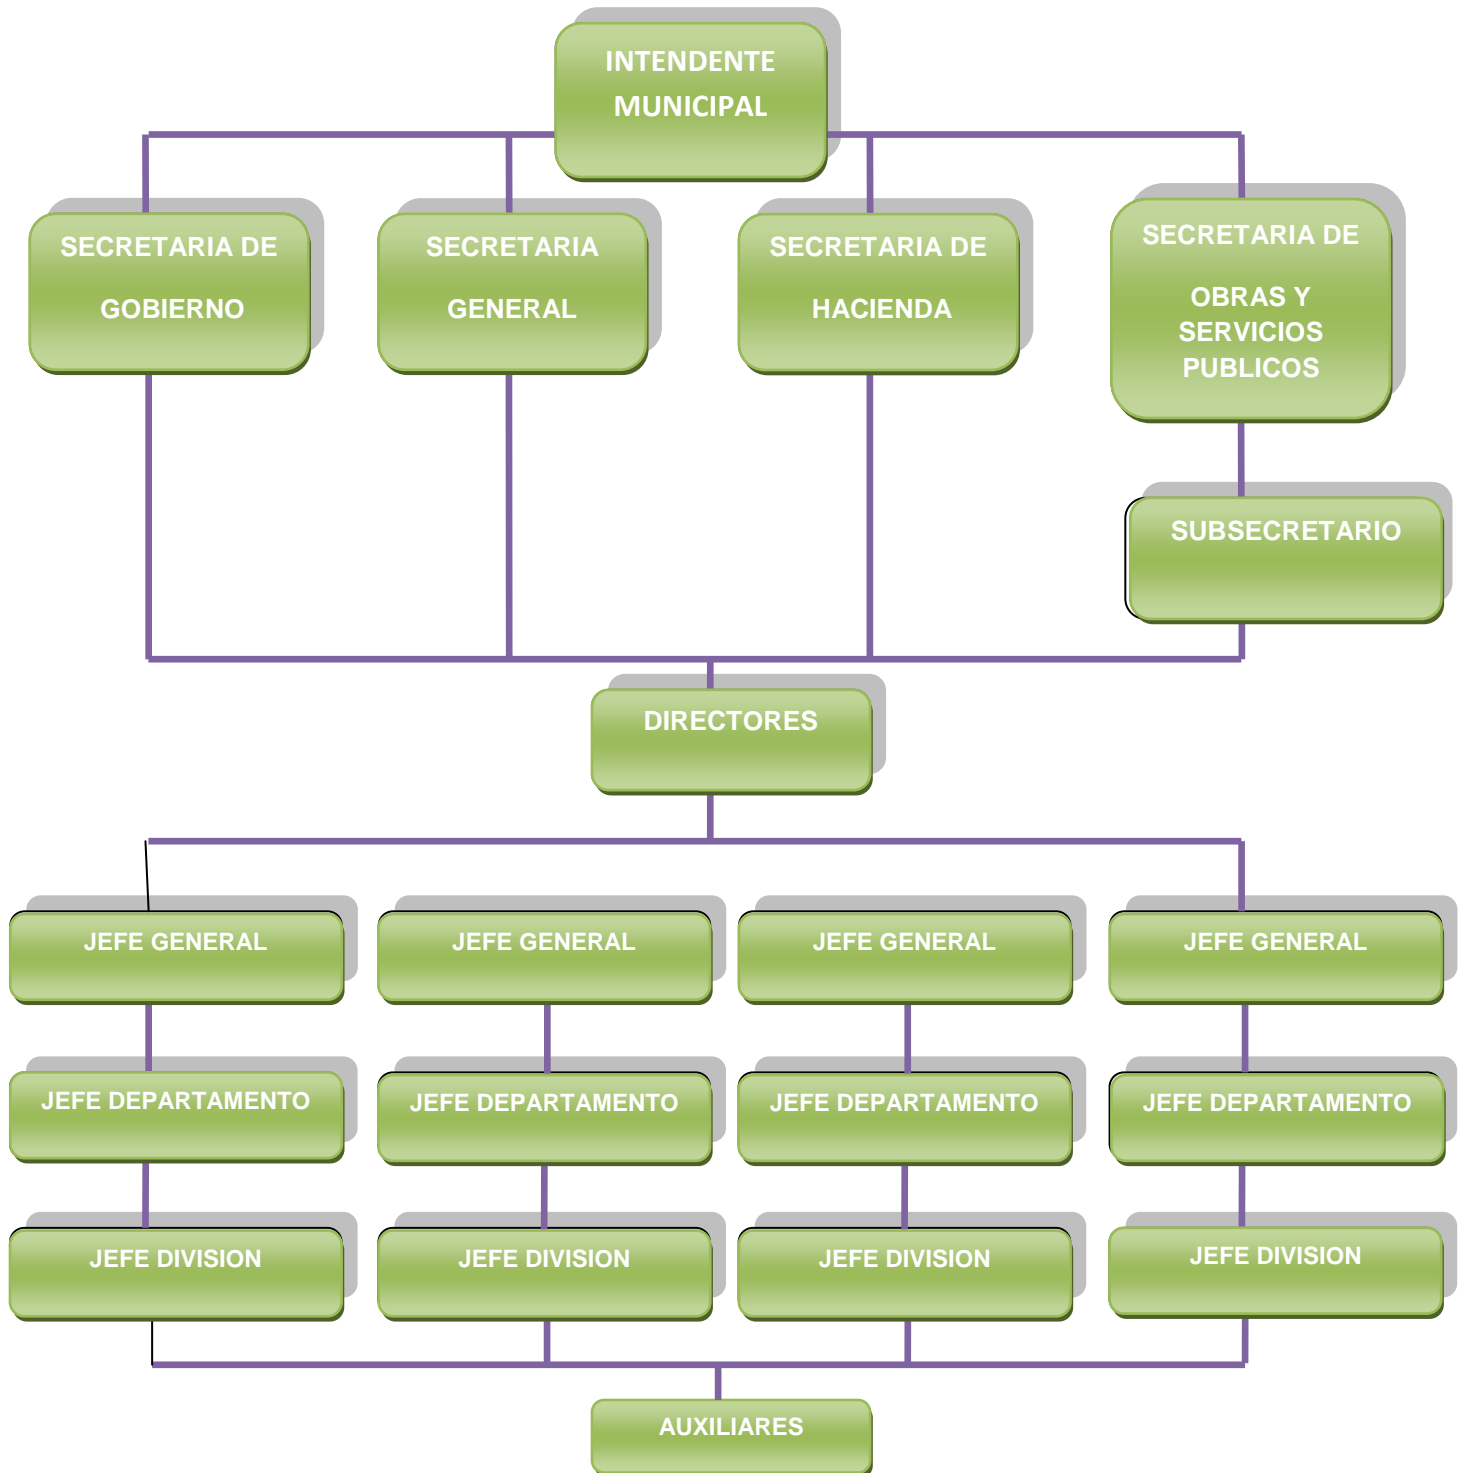 INTENDENTE
MUNICIPAL
SECRETARIA DE
GOBIERNO
SECRETARIA
GENERAL
SECRETARIA DE
HACIENDA
SECRETARIA DE
OBRAS Y
SERVICIOS
PUBLICOS
SUBSECRETARIO
DIRECTORES
JEFE GENERAL
JEFE GENERAL
JEFE GENERAL
JEFE GENERAL
JEFE DEPARTAMENTO
JEFE DEPARTAMENTO
JEFE DEPARTAMENTO
JEFE DEPARTAMENTO
JEFE DIVISION
JEFE DIVISION
JEFE DIVISION
JEFE DIVISION
AUXILIARES